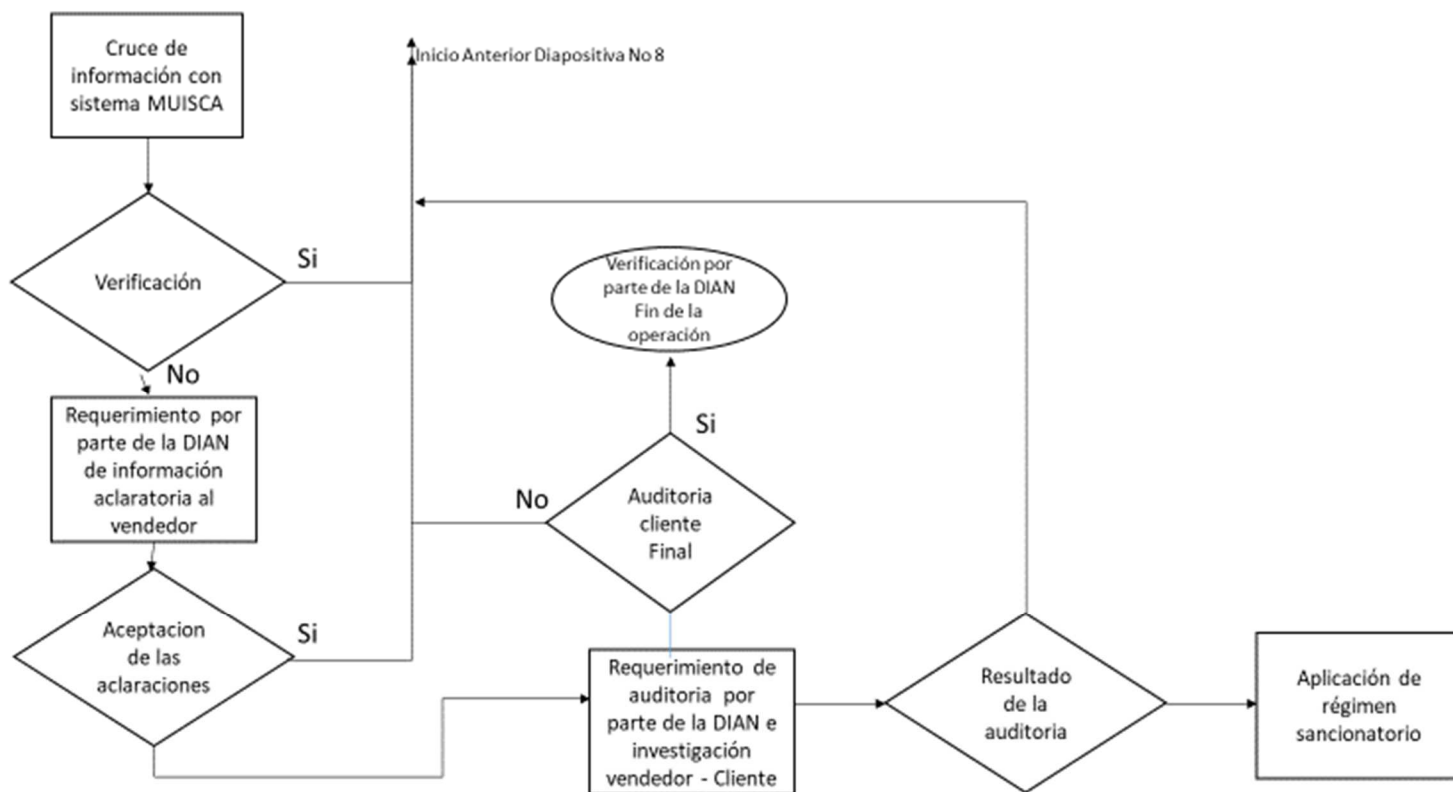 Cruce de
información con
sistema MUISCA
Inicio Anterior Diapositiva No 8
Verificación
Si
No
Requerimiento por
parte de la DIAN
de información
aclaratoria al
vendedor
Aceptacion
de las
aclaraciones
Si
Verificación por
parte de la DIAN
Fin de la
operación
Si
No
Auditoria
cliente
Final
Requerimiento de
auditoria por
parte de la DIAN e
investigación
vendedor - Cliente
Resultado
de la
auditoria
Aplicación de
régimen
sancionatorio